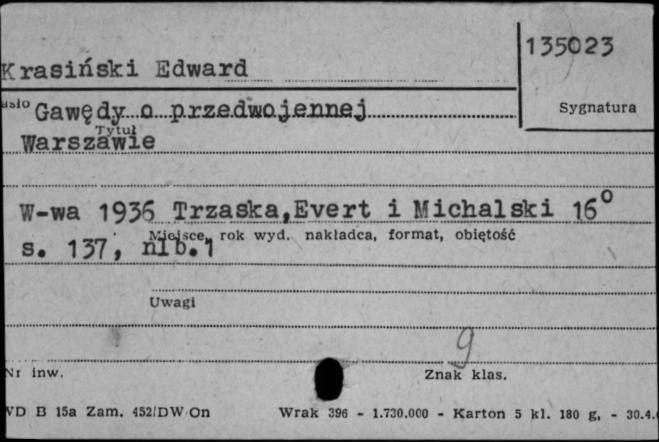 135023
Krasiński Edward
asło Gawędy o przedwojennej
Sygnatura
Tytuł
Warszawie
W-wa 1936 Trzaska,Evert i Michalski 16°
Miejsce, rok wyd. nakładca, format, objętość
s. 137, nlb.1
Uwagi
9
Nr inw.
Znak klas.
WD B 15a Zam. 452/DW/On Wrak 396 - 1.730.000 - Karton 5 kl. 180 g, - 30.4.